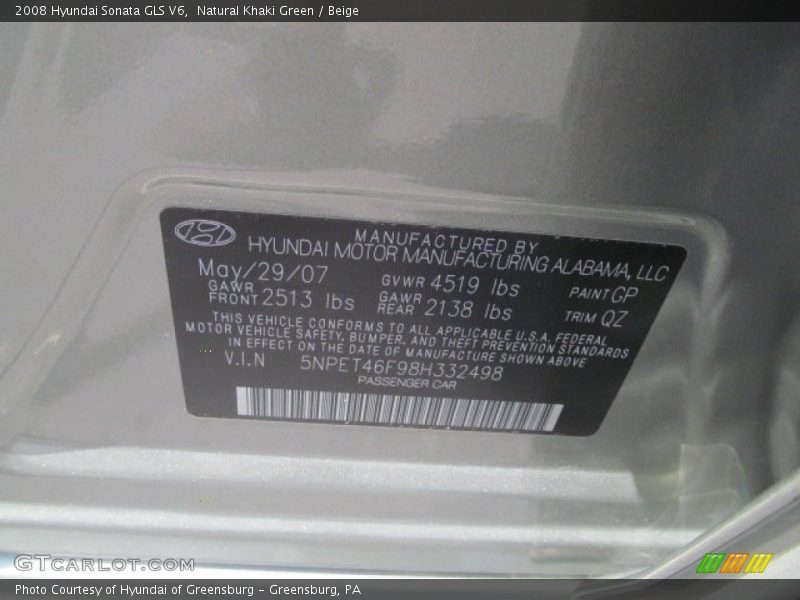 2008 Hyundai Sonata GLS V6,  Natural Khaki Green / Beige
MANUFACTURED BY
HYUNDAI MOTOR MANUFACTURING ALABAMA, LLC
May/29/07 GVWR 4519 lbs PAINT GP
GAWR FRONT 2513 lbs GAWR REAR 2138 lbs TRIM QZ
THIS VEHICLE CONFORMS TO ALL APPLICABLE U.S.A. FEDERAL
MOTOR VEHICLE SAFETY, BUMPER, AND THEFT PREVENTION STANDARDS
IN EFFECT ON THE DATE OF MANUFACTURE SHOWN ABOVE
V.I.N 5NPET46F98H332498
PASSENGER CAR
GTCARLOT.COM
Photo Courtesy of Hyundai of Greensburg – Greensburg, PA